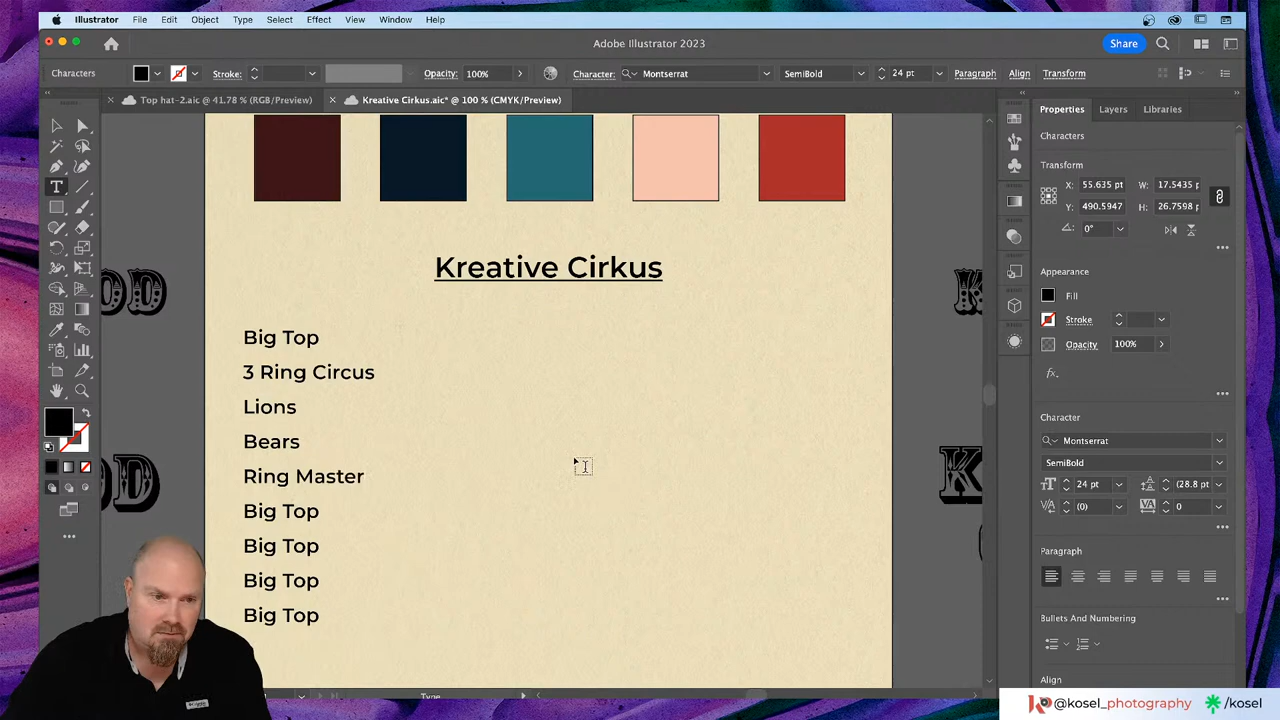 Illustrator File Edit Object Type Select Effect View Window Help
Adobe Illustrator 2023
Share
Characters Stroke: Opacity: 100% Character: Montserrat SemiBold 24 pt Paragraph Align Transform
Top hat-2.aic @ 41.78 % (RGB/Preview) Kreative Cirkus.aic* @ 100 % (CMYK/Preview)
Properties Layers Libraries
Characters
Transform
X: 55.635 pt W: 17.5435 p
Y: 490.5947 H: 26.7598 p
0°
Appearance
Fill
Stroke
Opacity 100%
fx
Character
Montserrat
SemiBold
24 pt (28.8 p
(0) 0
Paragraph
Bullets And Numbering
Align
Kreative Cirkus
Big Top
3 Ring Circus
Lions
Bears
Ring Master
Big Top
Big Top
Big Top
Big Top
OD
OD
K
K
Type
@kosel_photography /kosel